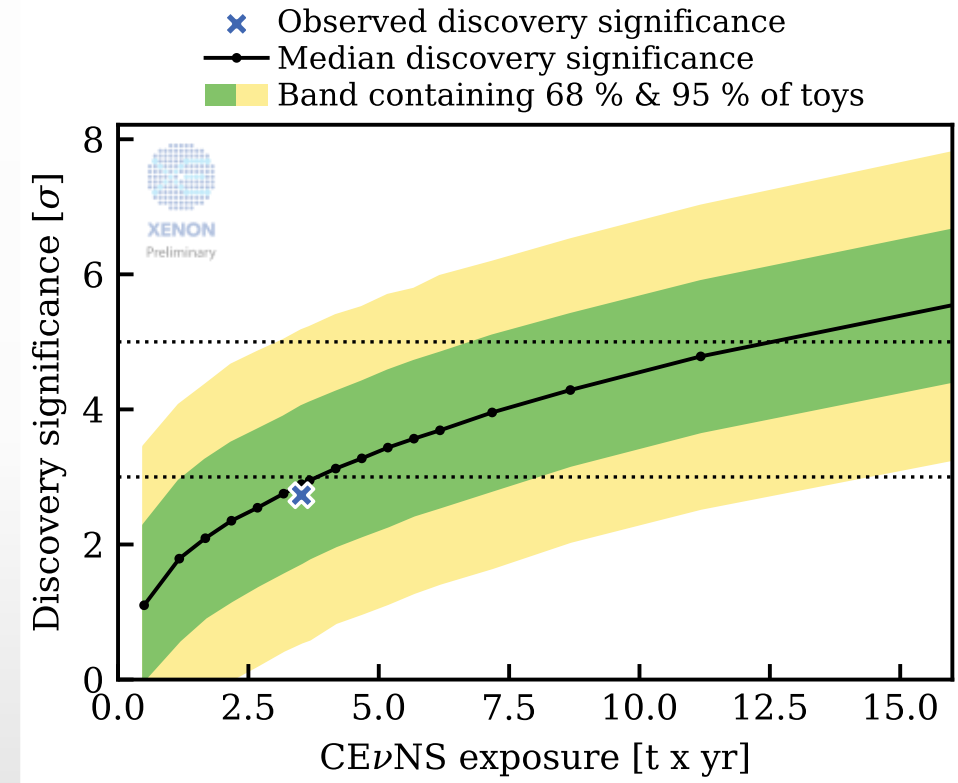 Observed discovery significance
Median discovery significance
Band containing 68 % & 95 % of toys
8
XENON
Preliminary
6
4
2
0
Discovery significance [σ]
0.0 2.5 5.0 7.5 10.0 12.5 15.0
CEνNS exposure [t x yr]